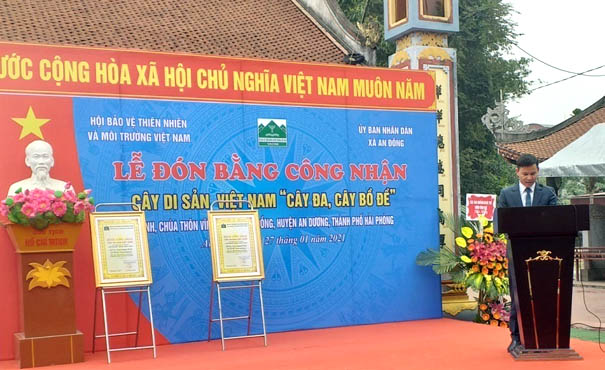 ƯỚC CỘNG HÒA XÃ HỘI CHỦ NGHĨA VIỆT NAM MUÔN NĂM
HỘI BẢO VỆ THIÊN NHIÊN
VÀ MÔI TRƯỜNG VIỆT NAM
ỦY BAN NHÂN DÂN
XÃ AN ĐỒNG
LỄ ĐÓN BẰNG CÔNG NHẬN
CÂY DI SẢN VIỆT NAM "CÂY ĐA, CÂY BỒ ĐỀ"
CHÙA THÔN VĨ ĐỒNG, HUYỆN AN DƯƠNG, THÀNH PHỐ HẢI PHÒNG
27 tháng 01 năm 2021
HỒ CHÍ MINH